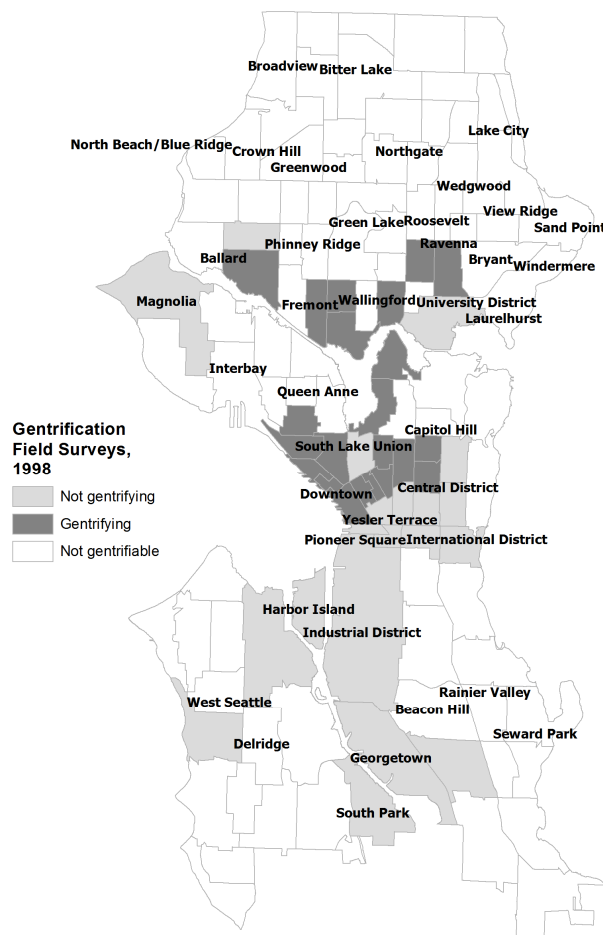 Broadview
Bitter Lake
Lake City
North Beach/Blue Ridge
Crown Hill
Northgate
Greenwood
Wedgwood
View Ridge
Green Lake
Roosevelt
Sand Point
Phinney Ridge
Ravenna
Ballard
Bryant
Windermere
Magnolia
Fremont
Wallingford
University District
Laurelhurst
Interbay
Queen Anne
Gentrification
Field Surveys,
1998
Not gentrifying
Gentrifying
Not gentrifiable
Capitol Hill
South Lake Union
Downtown
Central District
Yesler Terrace
Pioneer Square
International District
Harbor Island
Industrial District
Rainier Valley
West Seattle
Beacon Hill
Seward Park
Delridge
Georgetown
South Park